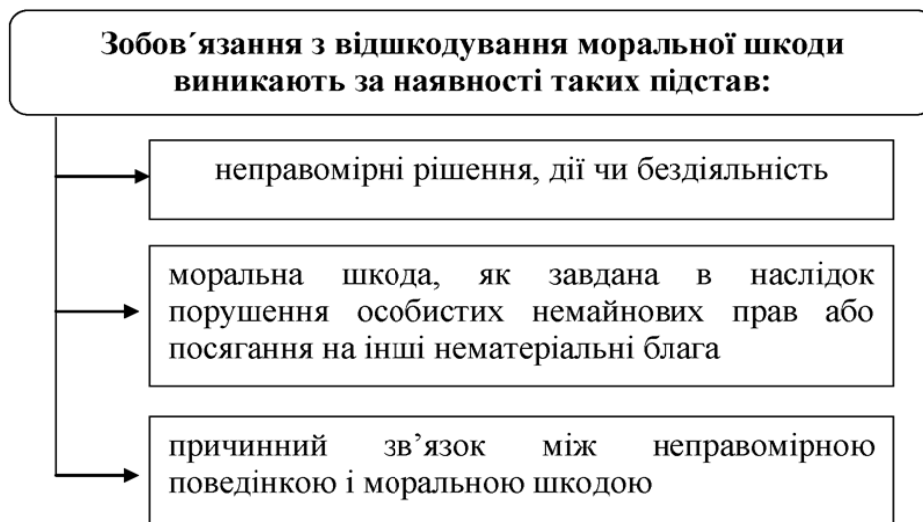 Зобов´язання з відшкодування моральної шкоди
виникають за наявності таких підстав:
неправомірні рішення, дії чи бездіяльність
моральна шкода, як завдана в наслідок
порушення особистих немайнових прав або
посягання на інші нематеріальні блага
причинний зв’язок між неправомірною
поведінкою і моральною шкодою